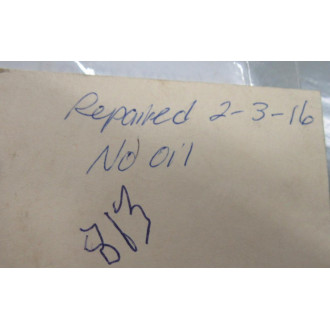 Repaired 2-3-16
No oil